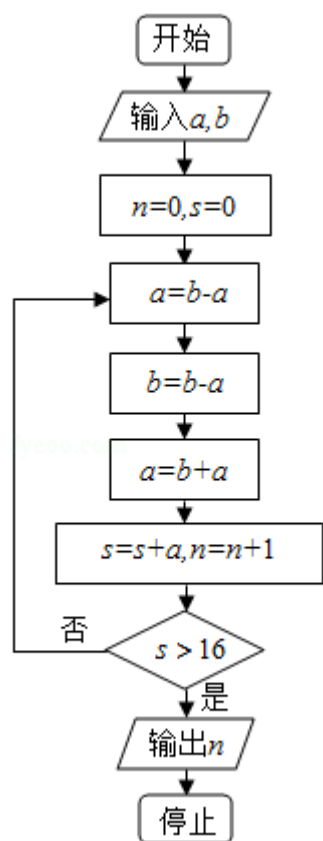 开始
输入a,b
n=0,s=0
a=b-a
b=b-a
a=b+a
s=s+a,n=n+1
否
s>16
是
输出n
停止